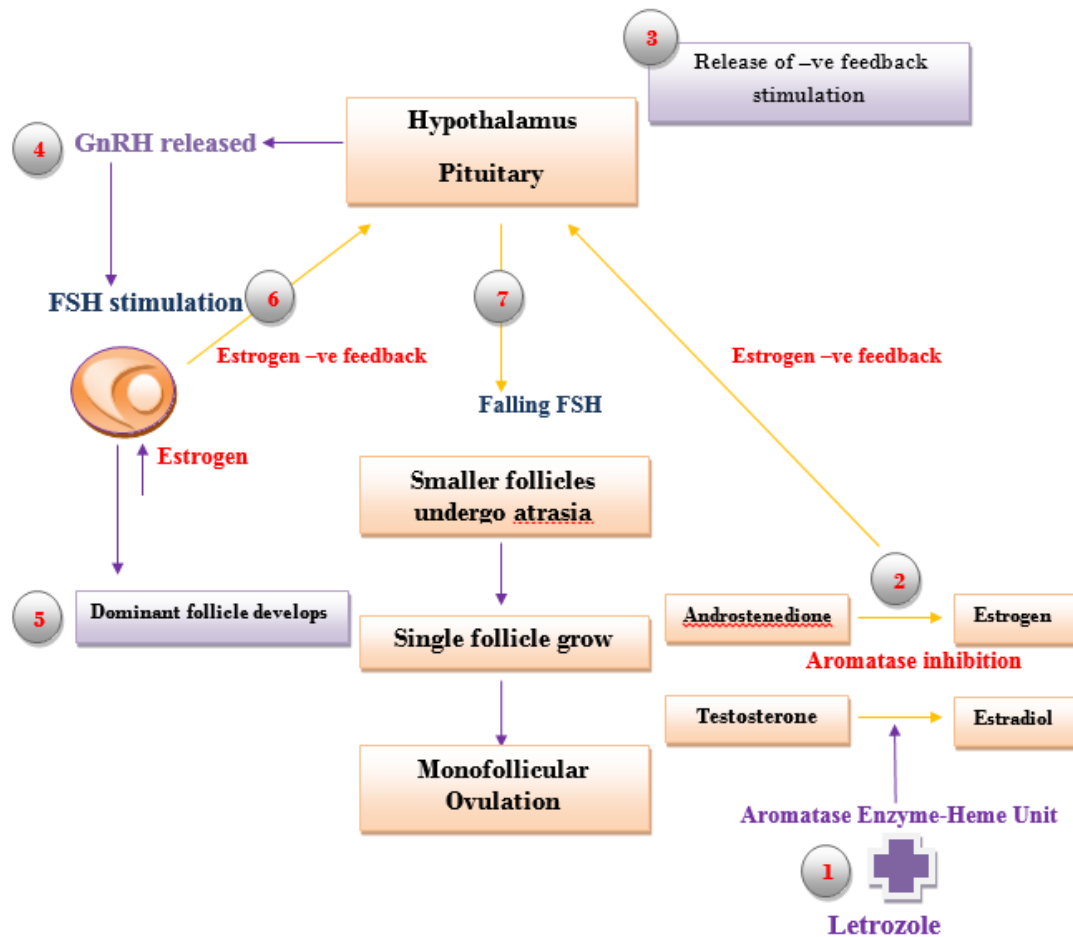 3
Release of –ve feedback
stimulation
Hypothalamus
Pituitary
4
GnRH released
FSH stimulation
6
7
Estrogen –ve feedback
Estrogen –ve feedback
Falling FSH
Estrogen
Smaller follicles
undergo atrasia
5
Dominant follicle develops
Single follicle grow
2
Androstenedione
Estrogen
Aromatase inhibition
Testosterone
Estradiol
Monofollicular
Ovulation
Aromatase Enzyme-Heme Unit
1
Letrozole